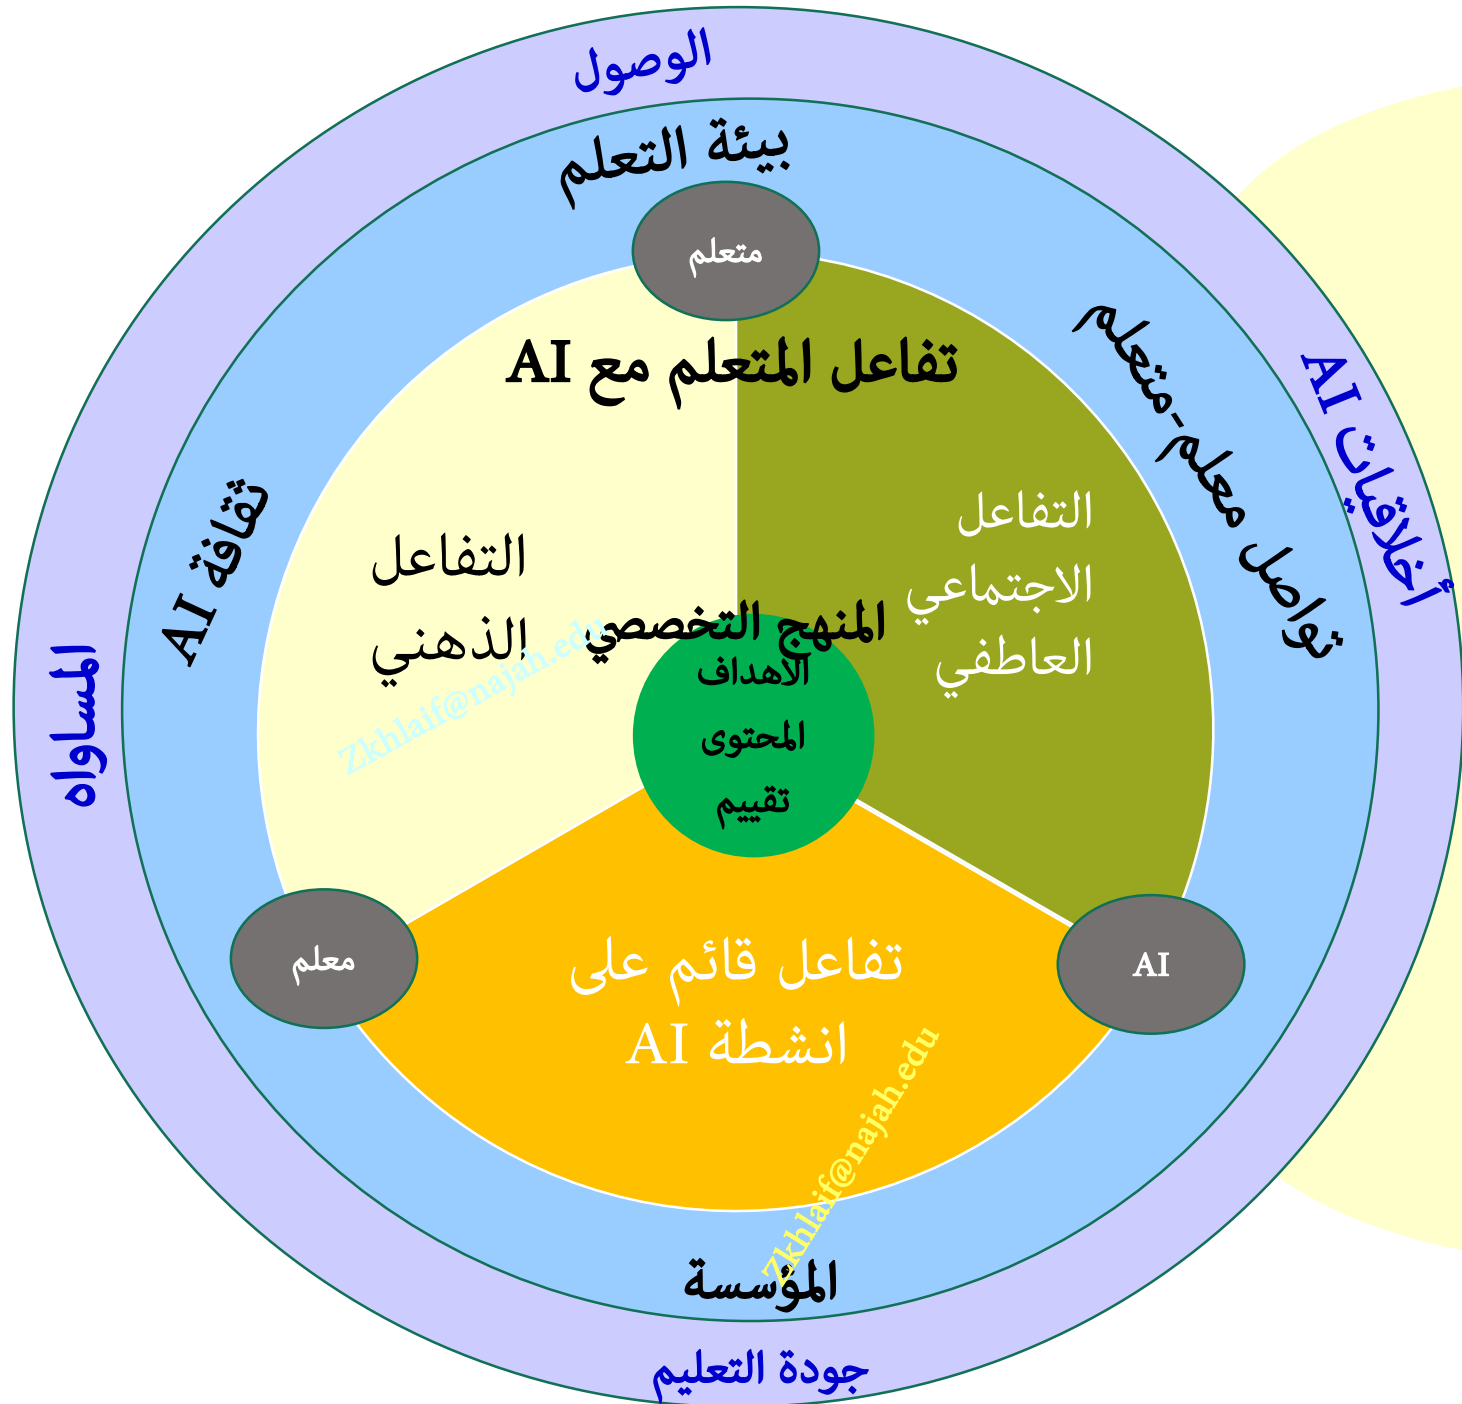 الوصول
بيئة التعلم
متعلم
تفاعل المتعلم مع AI
تواصل معلم-متعلم
أخلاقيات AI
ثقافة AI
المساواه
التفاعل
الاجتماعي
العاطفي
التفاعل
الذهني
المنهج التخصصي
الاهداف
المحتوى
تقييم
Zkhlaif@najah.edu
معلم
AI
تفاعل قائم على
انشطة AI
Zkhlaif@najah.edu
المؤسسة
جودة التعليم